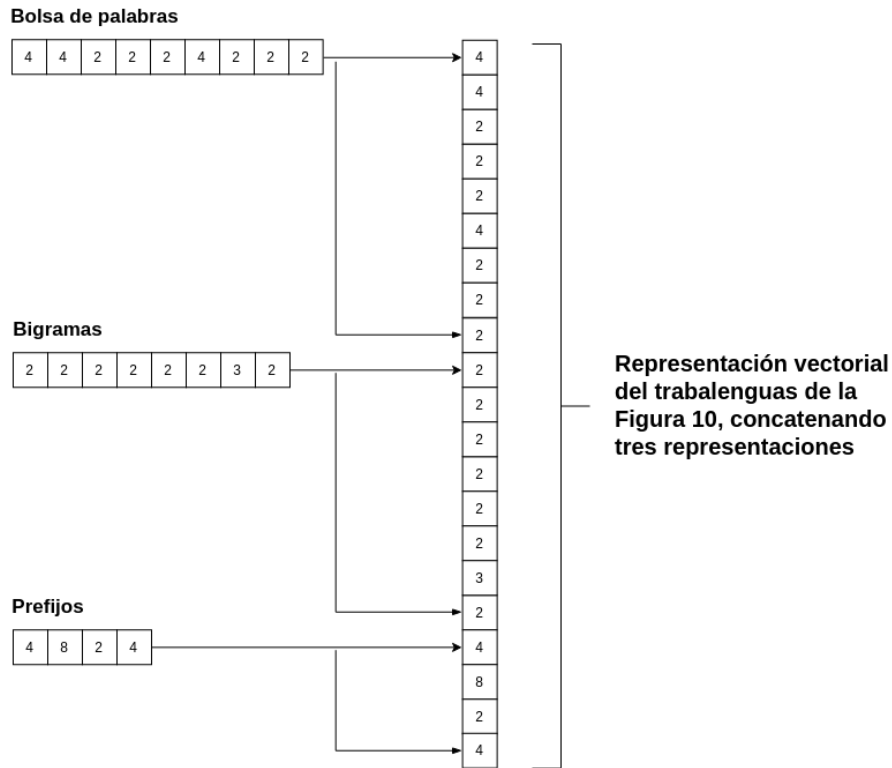 Bolsa de palabras
4 4 2 2 2 4 2 2 2
Bigramas
2 2 2 2 2 2 3 2
Prefijos
4 8 2 4
4
4
2
2
2
4
2
2
2
2
2
2
2
2
2
3
2
4
8
2
4
Representación vectorial
del trabalenguas de la
Figura 10, concatenando
tres representaciones